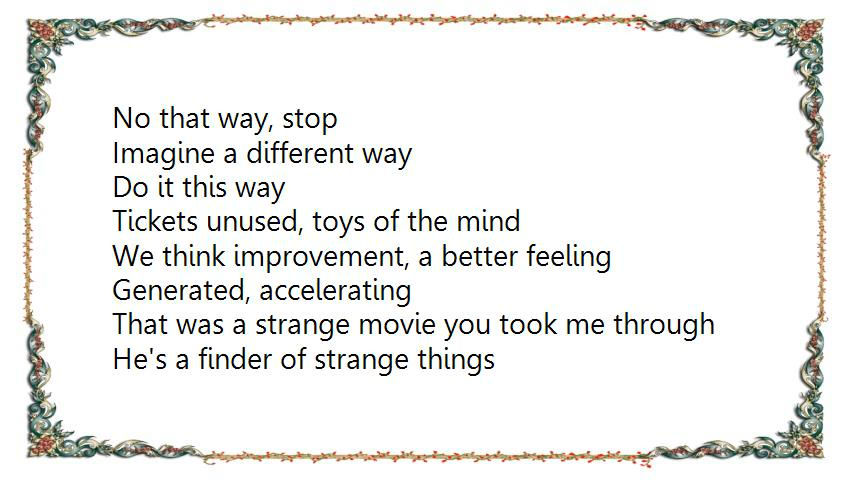 No that way, stop
Imagine a different way
Do it this way
Tickets unused, toys of the mind
We think improvement, a better feeling
Generated, accelerating
That was a strange movie you took me through
He's a finder of strange things